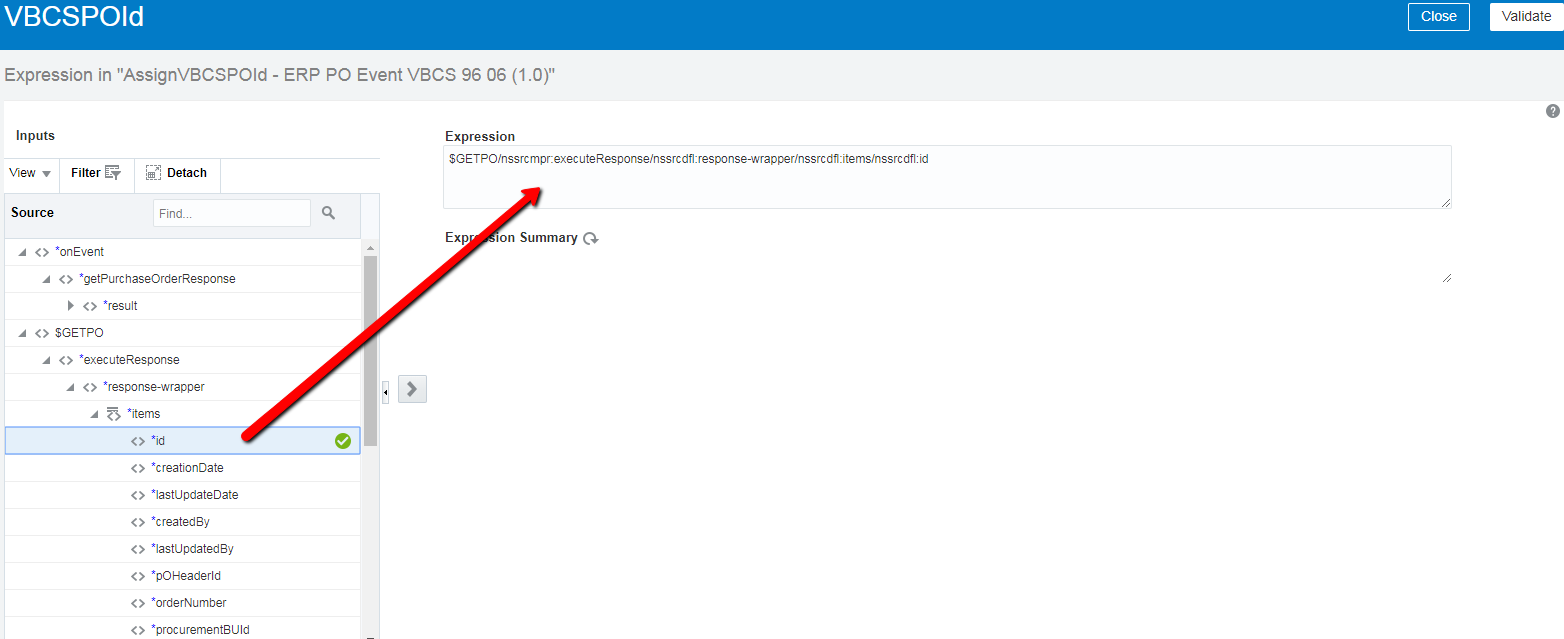 VBCSPOId
Close
Validate
Expression in "AssignVBCSPOId - ERP PO Event VBCS 96 06 (1.0)"
?
Inputs
View
Filter
Detach
Source
Find...
*onEvent
*getPurchaseOrderResponse
*result
$GETPO
*executeResponse
*response-wrapper
*items
*id
*creationDate
*lastUpdateDate
*createdBy
*lastUpdatedBy
*pOHeaderId
*orderNumber
*procurementBUId
Expression
$GETPO/nssrcmpr:executeResponse/nssrcdfl:response-wrapper/nssrcdfl:items/nssrcdfl:id
Expression Summary